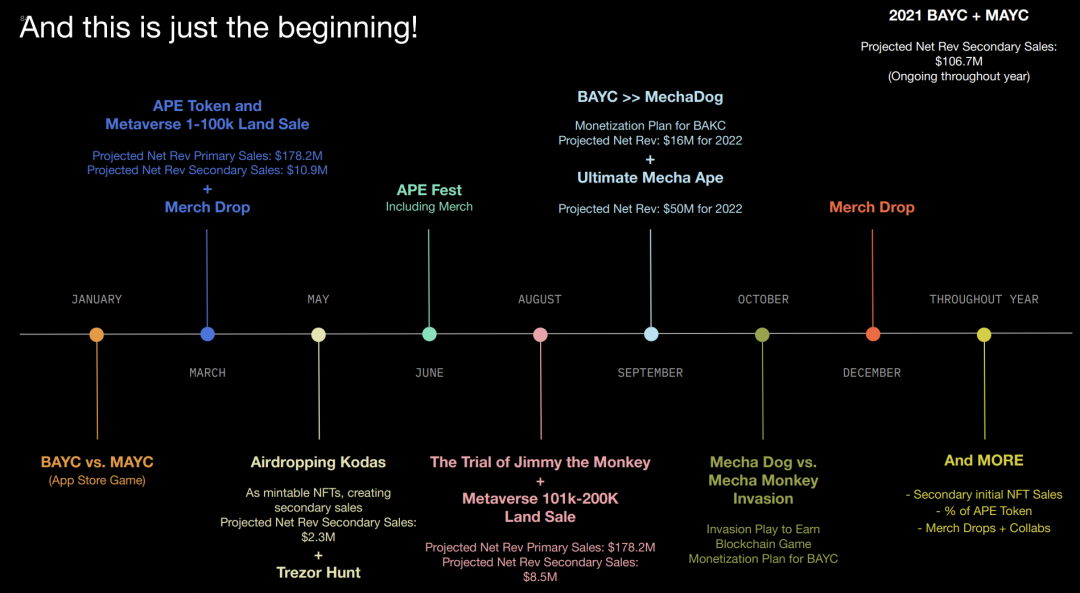 And this is just the beginning!
2021 BAYC + MAYC
Projected Net Rev Secondary Sales:
$106.7M
(Ongoing throughout year)
APE Token and
Metaverse 1-100k Land Sale
Projected Net Rev Primary Sales: $178.2M
Projected Net Rev Secondary Sales: $10.9M
+
Merch Drop
APE Fest
Including Merch
BAYC >> MechaDog
Monetization Plan for BAKC
Projected Net Rev: $16M for 2022
+
Ultimate Mecha Ape
Projected Net Rev: $50M for 2022
Merch Drop
JANUARY
MAY
AUGUST
OCTOBER
THROUGHOUT YEAR
MARCH
JUNE
SEPTEMBER
DECEMBER
BAYC vs. MAYC
(App Store Game)
Airdropping Kodas
As mintable NFTs, creating
secondary sales
Projected Net Rev Secondary Sales:
$2.3M
+
Trezor Hunt
The Trial of Jimmy the Monkey
+
Metaverse 101k-200K
Land Sale
Projected Net Rev Primary Sales: $178.2M
Projected Net Rev Secondary Sales:
$8.5M
Mecha Dog vs.
Mecha Monkey
Invasion
Invasion Play to Earn
Blockchain Game
Monetization Plan for BAYC
And MORE
- Secondary initial NFT Sales
- % of APE Token
- Merch Drops + Collabs